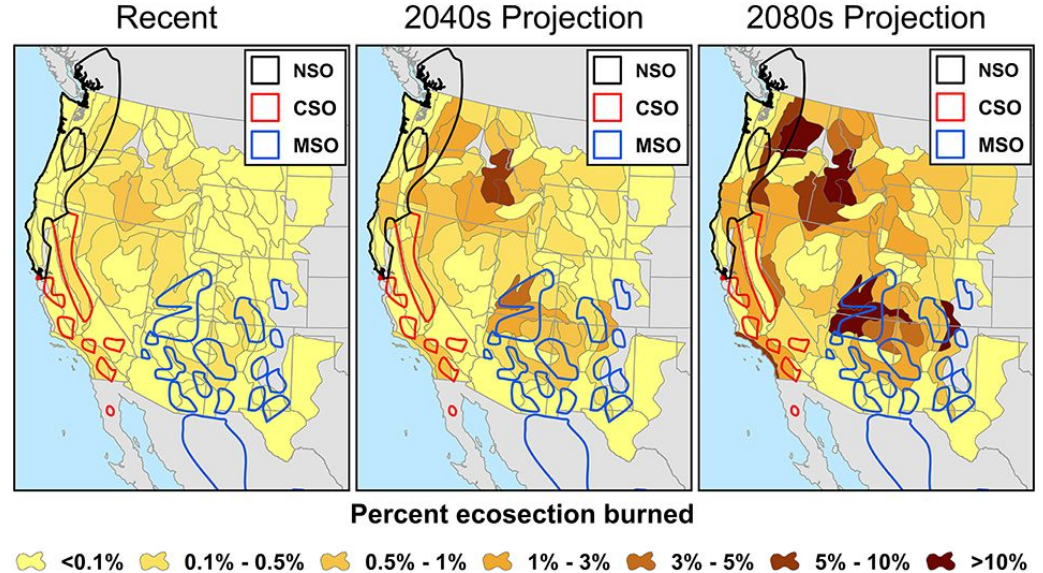 Recent
2040s Projection
2080s Projection
NSO
CSO
MSO
NSO
CSO
MSO
NSO
CSO
MSO
Percent ecosection burned
<0.1%
0.1% - 0.5%
0.5% - 1%
1% - 3%
3% - 5%
5% - 10%
>10%